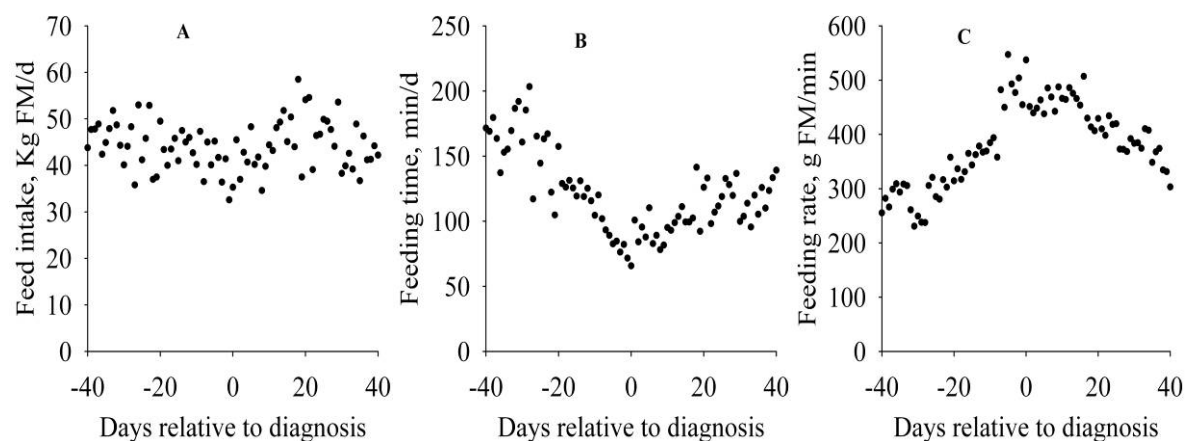 A
Feed intake, Kg FM/d
70
60
50
40
30
20
10
0
-40 -20 0 20 40
Days relative to diagnosis
B
Feeding time, min/d
250
200
150
100
50
0
-40 -20 0 20 40
Days relative to diagnosis
C
Feeding rate, g FM/min
600
500
400
300
200
100
0
-40 -20 0 20 40
Days relative to diagnosis